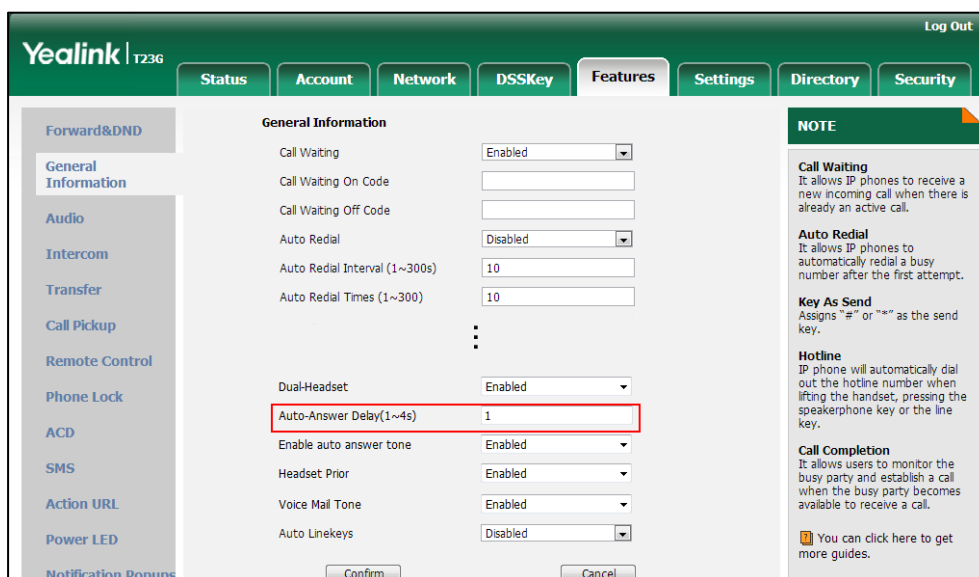 Log Out
Yealink | T23G
Status Account Network DSSKey Features Settings Directory Security
Forward&DND
General
Information
Audio
Intercom
Transfer
Call Pickup
Remote Control
Phone Lock
ACD
SMS
Action URL
Power LED
Notification Popups
General Information
Call Waiting Enabled
Call Waiting On Code
Call Waiting Off Code
Auto Redial Disabled
Auto Redial Interval (1~300s) 10
Auto Redial Times (1~300) 10
Dual-Headset Enabled
Auto-Answer Delay(1~4s) 1
Enable auto answer tone Enabled
Headset Prior Enabled
Voice Mail Tone Enabled
Auto Linekeys Disabled
Confirm Cancel
NOTE
Call Waiting
It allows IP phones to receive a
new incoming call when there is
already an active call.
Auto Redial
It allows IP phones to
automatically redial a busy
number after the first attempt.
Key As Send
Assigns "#" or "*" as the send
key.
Hotline
IP phone will automatically dial
out the hotline number when
lifting the handset, pressing the
speakerphone key or the line
key.
Call Completion
It allows users to monitor the
busy party and establish a call
when the busy party becomes
available to receive a call.
You can click here to get
more guides.